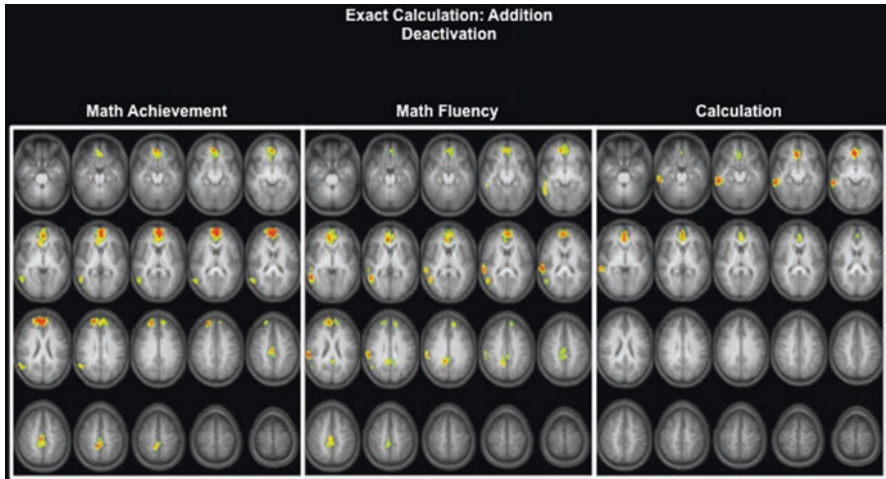 Exact Calculation: Addition
Deactivation
Math Achievement
Math Fluency
Calculation